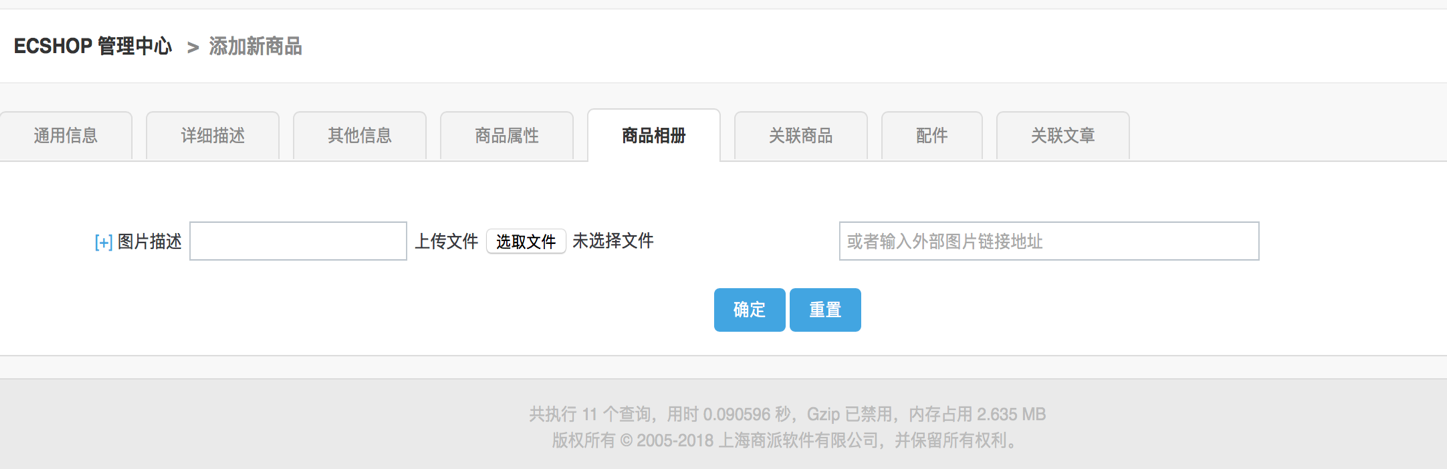 ECSHOP 管理中心 > 添加新商品
通用信息 详细描述 其他信息 商品属性 商品相册 关联商品 配件 关联文章
[+] 图片描述 上传文件 选取文件 未选择文件 或者输入外部图片链接地址
确定 重置
共执行 11 个查询，用时 0.090596 秒，Gzip 已禁用，内存占用 2.635 MB
版权所有 © 2005-2018 上海商派软件有限公司，并保留所有权利。